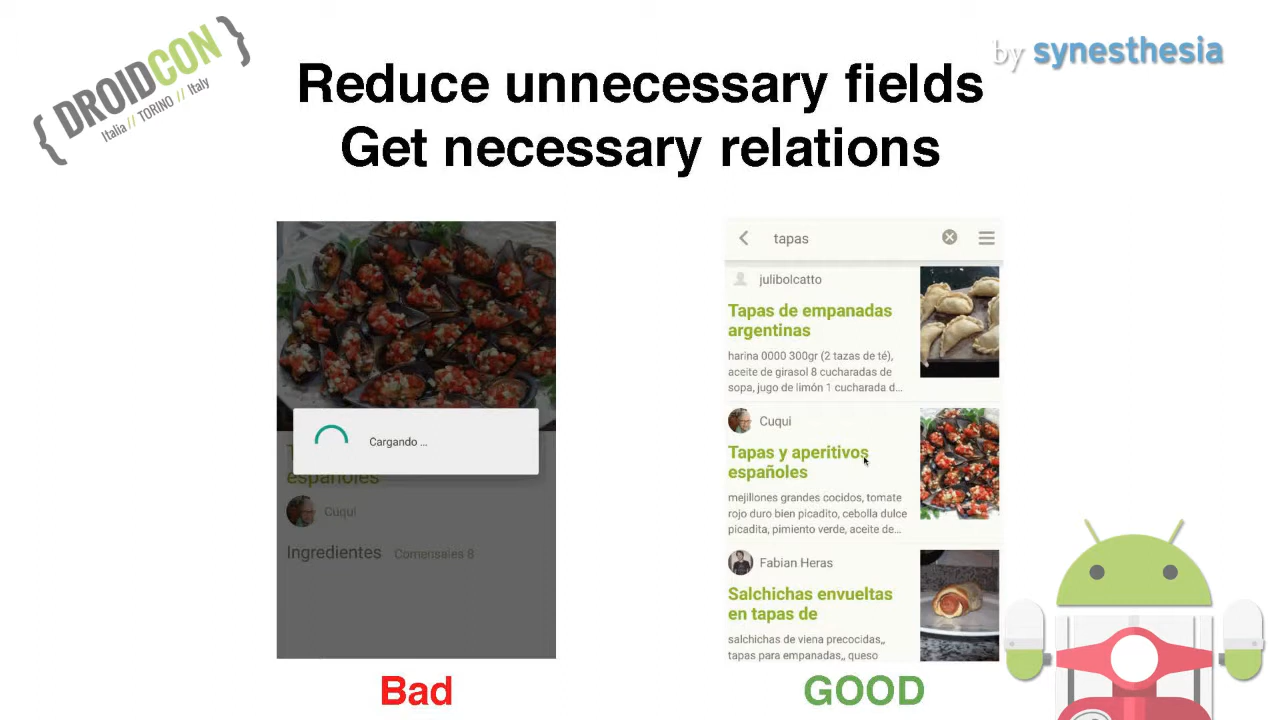 { DROIDCON }
Italia // TORINO // Italy
by synesthesia
Reduce unnecessary fields
Get necessary relations
Cargando ...
españoles
Cuqui
Ingredientes Comensales 8
Bad
tapas
julibolcatto
Tapas de empanadas
argentinas
harina 0000 300gr (2 tazas de té),
aceite de girasol 8 cucharadas de
sopa, jugo de limón 1 cucharada d...
Cuqui
Tapas y aperitivos
españoles
mejillones grandes cocidos, tomate
rojo duro bien picadito, cebolla dulce
picadita, pimiento verde, aceite de...
Fabian Heras
Salchichas envueltas
en tapas de
salchichas de viena precocidas,,
tapas para empanadas,, queso
GOOD